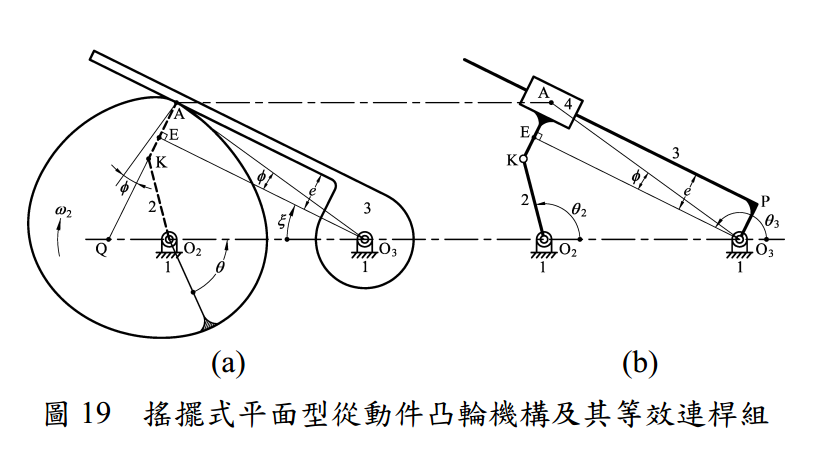 A
A
4
E
E
K
K
ϕ
ϕ
ϕ
e
e
3
3
P
2
2
ω₂
ξ
θ₂
θ₃
Q
O₂
θ
O₃
O₂
O₃
1
1
1
1
(a)
(b)
圖 19 搖擺式平面型從動件凸輪機構及其等效連桿組